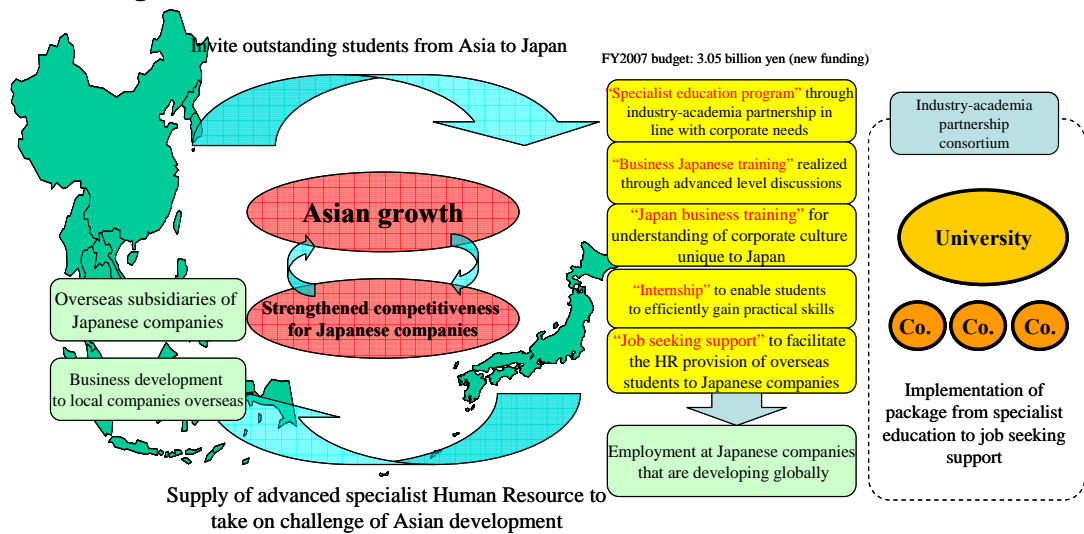 Invite outstanding students from Asia to Japan
FY2007 budget: 3.05 billion yen (new funding)
“Specialist education program” through
industry-academia partnership in
line with corporate needs
“Business Japanese training” realized
through advanced level discussions
“Japan business training” for
understanding of corporate culture
unique to Japan
“Internship” to enable students
to efficiently gain practical skills
“Job seeking support” to facilitate
the HR provision of overseas
students to Japanese companies
Employment at Japanese companies
that are developing globally
Industry-academia
partnership
consortium
University
Co.
Co.
Co.
Implementation of
package from specialist
education to job seeking
support
Asian growth
Strengthened competitiveness
for Japanese companies
Overseas subsidiaries of
Japanese companies
Business development
to local companies overseas
Supply of advanced specialist Human Resource to
take on challenge of Asian development